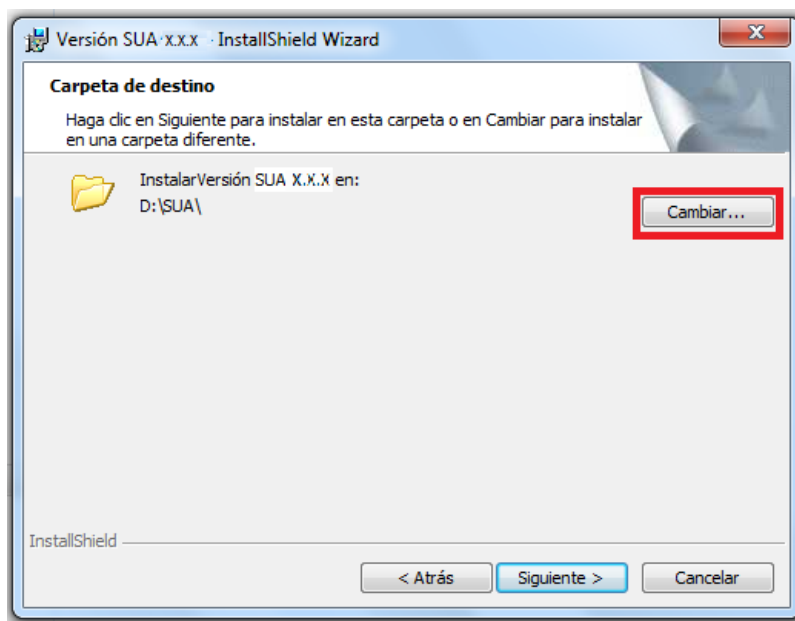 Versión SUA x.x.x - InstallShield Wizard
Carpeta de destino
Haga clic en Siguiente para instalar en esta carpeta o en Cambiar para instalar
en una carpeta diferente.
InstalarVersión SUA X.X.X en:
D:\SUA\
Cambiar...
InstallShield
< Atrás
Siguiente >
Cancelar